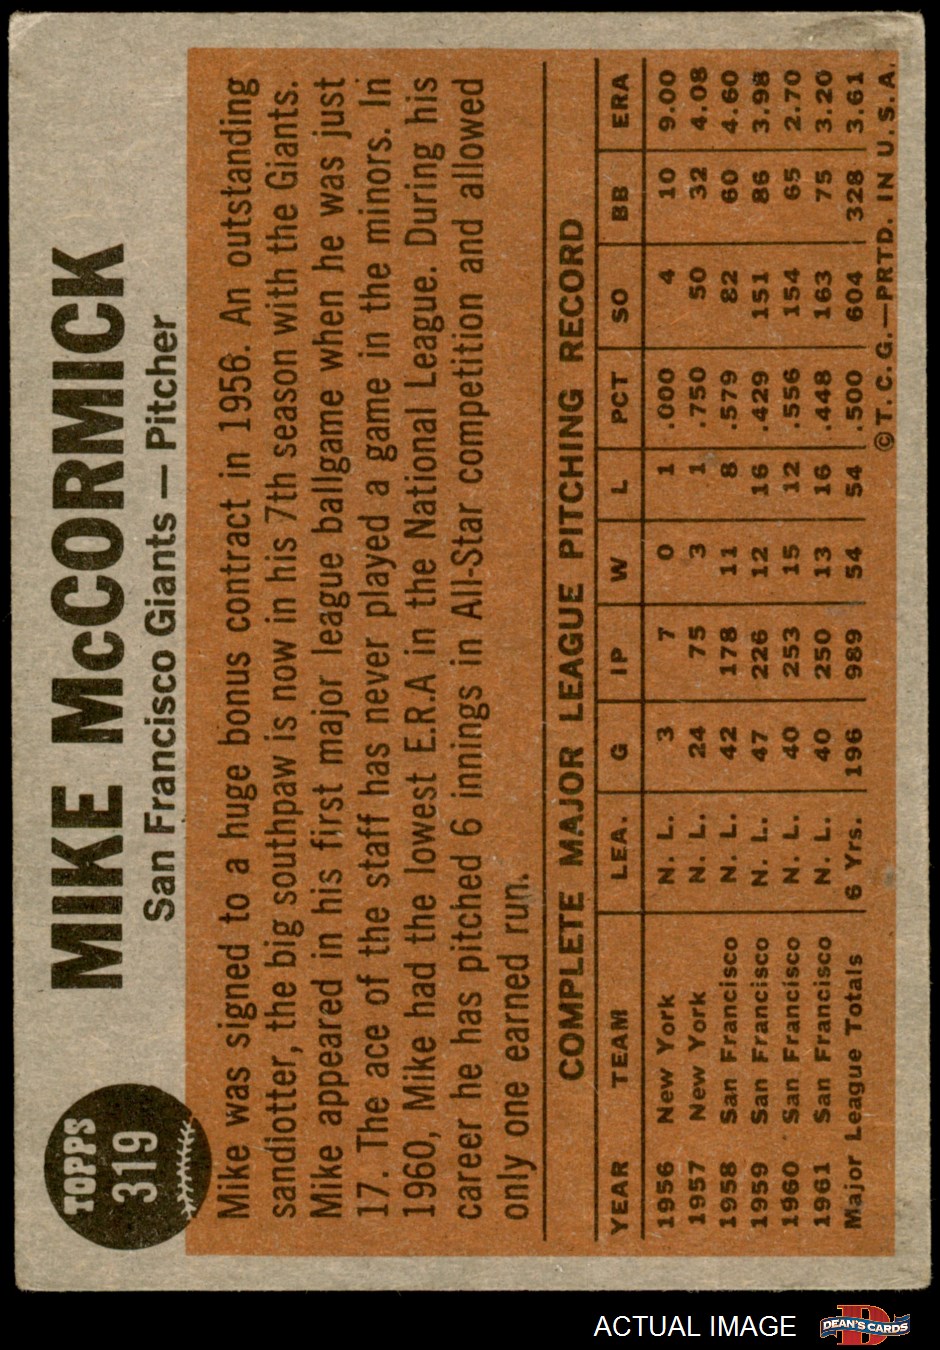 TOPPS
319
MIKE McCORMICK
San Francisco Giants — Pitcher
Mike was signed to a huge bonus contract in 1956. An outstanding
sandlotter, the big southpaw is now in his 7th season with the Giants.
Mike appeared in his first major league ballgame when he was just
17. The ace of the staff has never played a game in the minors. In
1960, Mike had the lowest E.R.A in the National League. During his
career he has pitched 6 innings in All-Star competition and allowed
only one earned run.
COMPLETE MAJOR LEAGUE PITCHING RECORD
YEAR TEAM LEA. G IP W L PCT SO BB ERA
1956 New York N. L. 3 7 0 1 .000 4 10 9.00
1957 New York N. L. 24 75 3 1 .750 50 32 4.08
1958 San Francisco N. L. 42 178 11 8 .579 82 60 4.60
1959 San Francisco N. L. 47 226 12 16 .429 151 86 3.98
1960 San Francisco N. L. 40 253 15 12 .556 154 65 2.70
1961 San Francisco N. L. 40 250 13 16 .448 163 75 3.20
Major League Totals 6 Yrs. 196 989 54 54 .500 604 328 3.61
©T.C.G.—PRTD. IN U.S.A.
ACTUAL IMAGE
D
DEAN'S CARDS